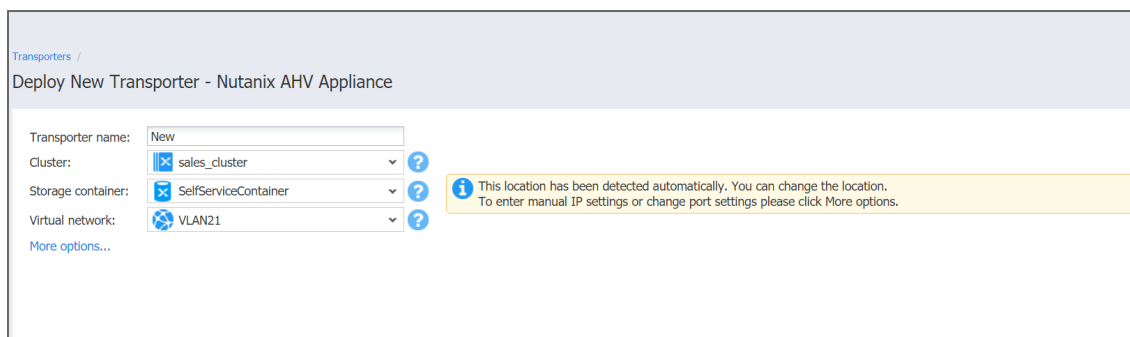 Transporters /
Deploy New Transporter - Nutanix AHV Appliance
Transporter name: New
Cluster: sales_cluster
Storage container: SelfServiceContainer
This location has been detected automatically. You can change the location.
To enter manual IP settings or change port settings please click More options.
Virtual network: VLAN21
More options...